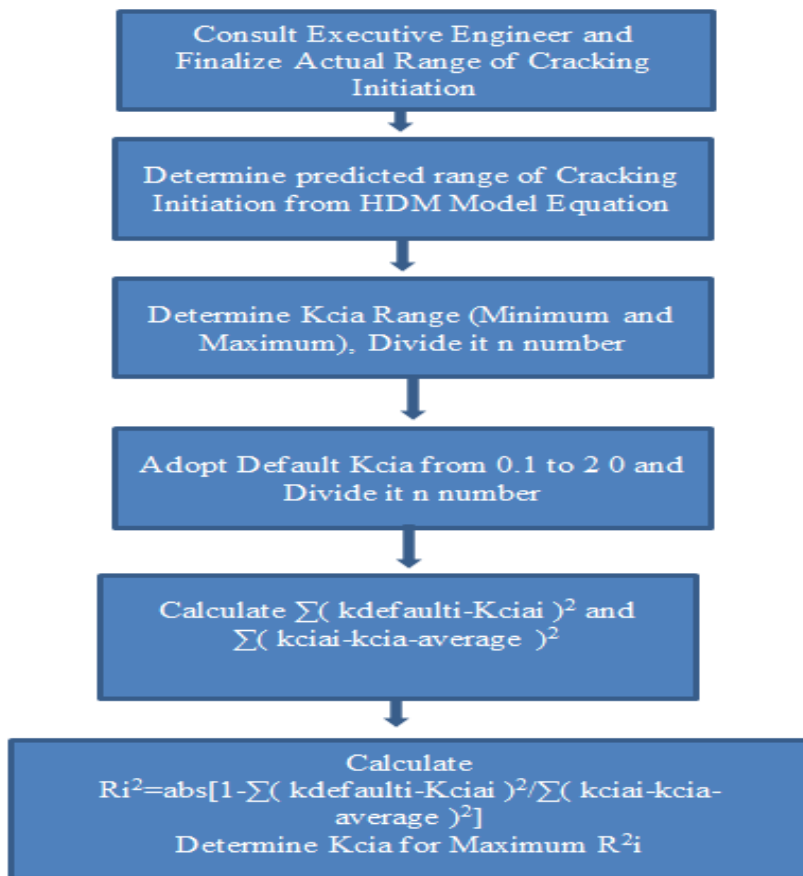 Consult Executive Engineer and
Finalize Actual Range of Cracking
Initiation
Determine predicted range of Cracking
Initiation from HDM Model Equation
Determine Kcia Range (Minimum and
Maximum), Divide it n number
Adopt Default Kcia from 0.1 to 2 0 and
Divide it n number
Calculate ∑( kdefaulti-Kciai )² and
∑( kciai-kcia-average )²
Calculate
Ri²=abs[1-∑( kdefaulti-Kciai )²/∑( kciai-kcia-
average )²]
Determine Kcia for Maximum R²i